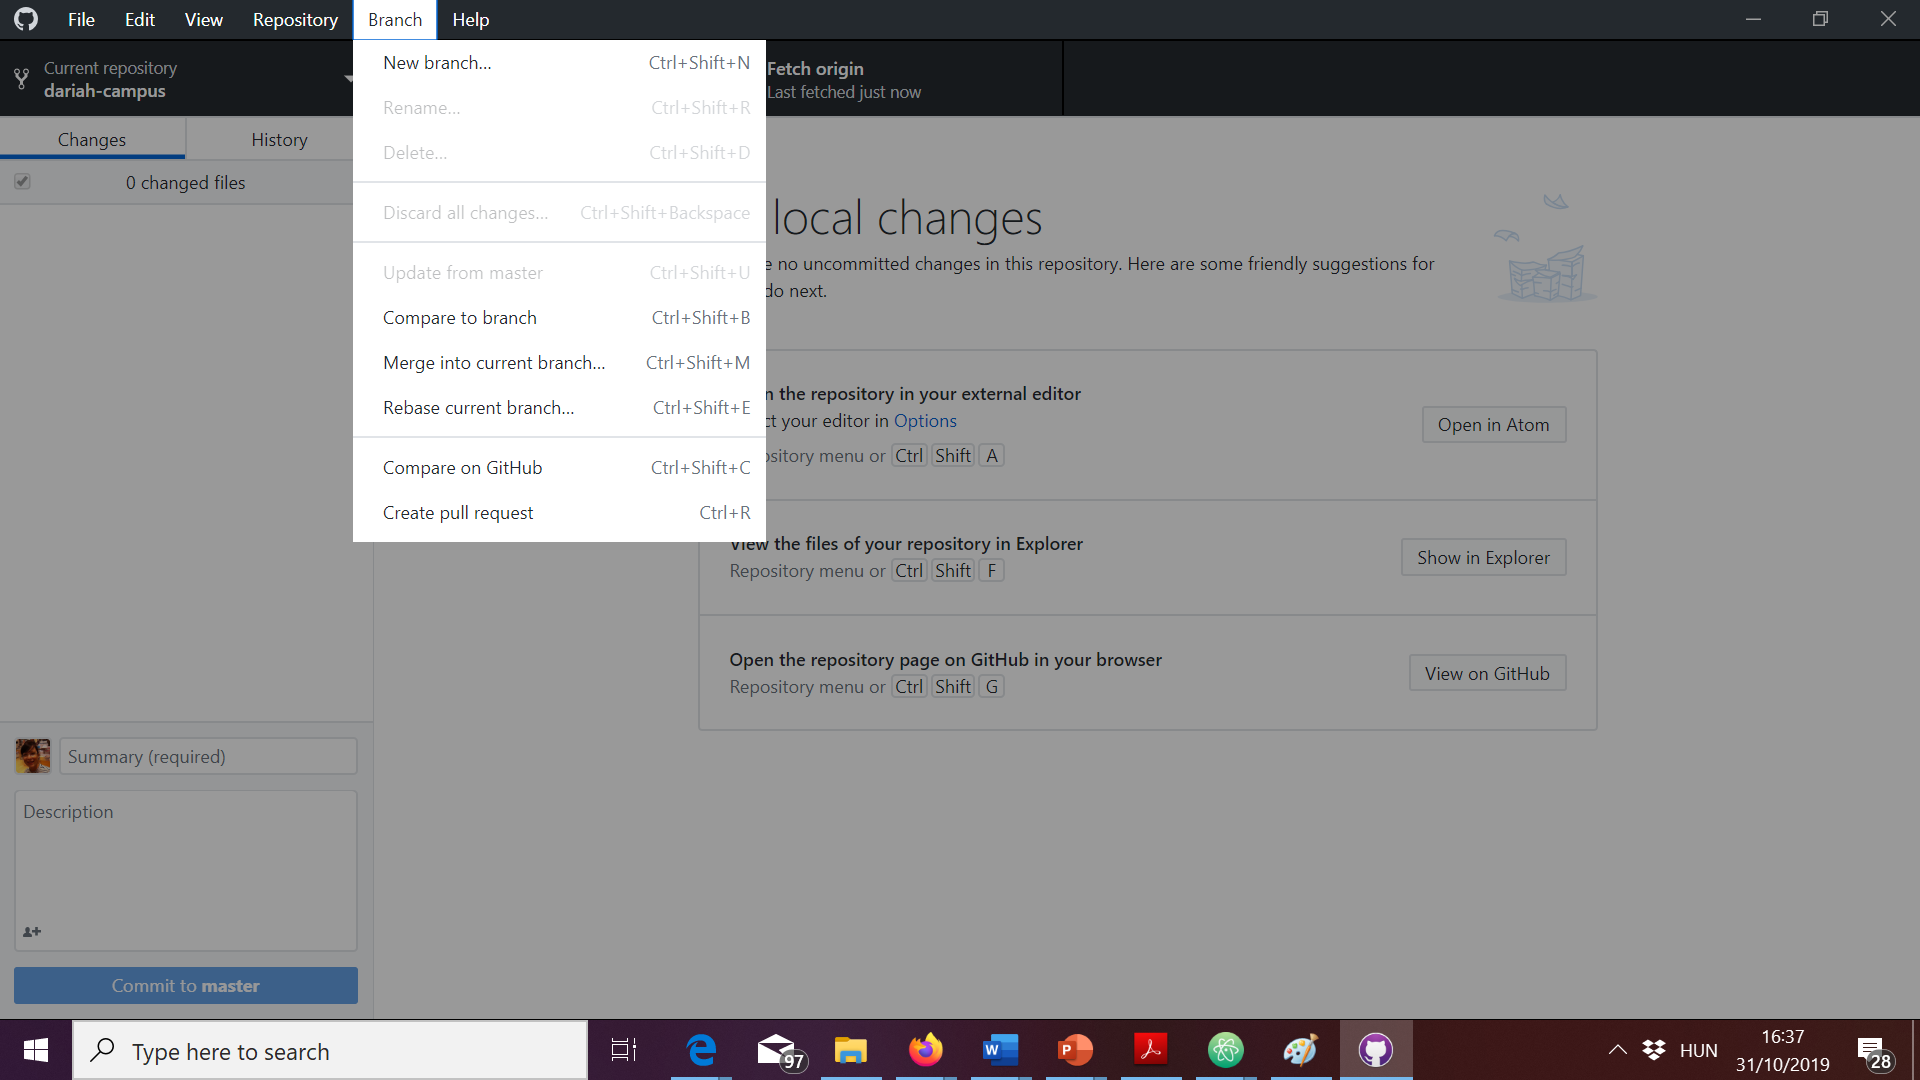 File Edit View Repository Branch Help
Current repository
dariah-campus
Fetch origin
Last fetched just now
Changes History
0 changed files
New branch... Ctrl+Shift+N
Rename... Ctrl+Shift+R
Delete... Ctrl+Shift+D
Discard all changes... Ctrl+Shift+Backspace
Update from master Ctrl+Shift+U
Compare to branch Ctrl+Shift+B
Merge into current branch... Ctrl+Shift+M
Rebase current branch... Ctrl+Shift+E
Compare on GitHub Ctrl+Shift+C
Create pull request Ctrl+R
local changes
no uncommitted changes in this repository. Here are some friendly suggestions for
do next.
the repository in your external editor
your editor in Options
menu or Ctrl Shift A
Open in Atom
View the files of your repository in Explorer
Repository menu or Ctrl Shift F
Show in Explorer
Open the repository page on GitHub in your browser
Repository menu or Ctrl Shift G
View on GitHub
Summary (required)
Description
Commit to master
Type here to search
97
HUN
16:37
31/10/2019
28